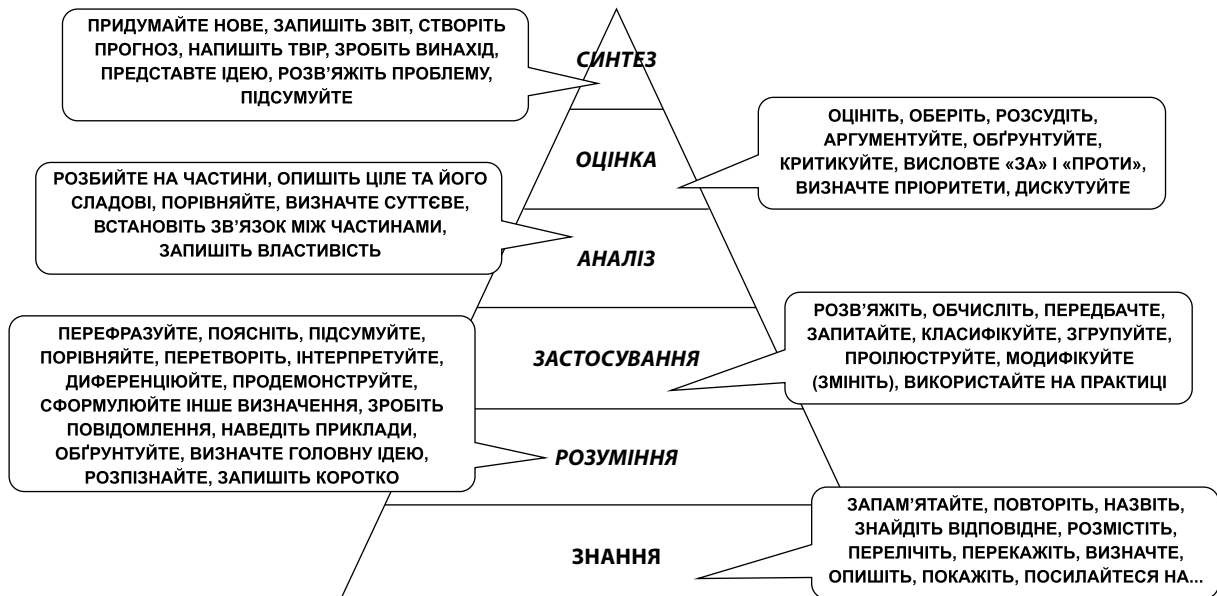 ПРИДУМАЙТЕ НОВЕ, ЗАПИШІТЬ ЗВІТ, СТВОРІТЬ
ПРОГНОЗ, НАПИШІТЬ ТВІР, ЗРОБІТЬ ВИНАХІД,
ПРЕДСТАВТЕ ІДЕЮ, РОЗВ’ЯЖІТЬ ПРОБЛЕМУ,
ПІДСУМУЙТЕ
СИНТЕЗ
ОЦІНІТЬ, ОБЕРІТЬ, РОЗСУДІТЬ,
АРГУМЕНТУЙТЕ, ОБҐРУНТУЙТЕ,
КРИТИКУЙТЕ, ВИСЛОВТЕ «ЗА» І «ПРОТИ»,
ВИЗНАЧТЕ ПРІОРИТЕТИ, ДИСКУТУЙТЕ
ОЦІНКА
РОЗБИЙТЕ НА ЧАСТИНИ, ОПИШІТЬ ЦІЛЕ ТА ЙОГО
СЛАДОВІ, ПОРІВНЯЙТЕ, ВИЗНАЧТЕ СУТТЄВЕ,
ВСТАНОВІТЬ ЗВ’ЯЗОК МІЖ ЧАСТИНАМИ,
ЗАПИШІТЬ ВЛАСТИВІСТЬ
АНАЛІЗ
РОЗВ’ЯЖІТЬ, ОБЧИСЛІТЬ, ПЕРЕДБАЧТЕ,
ЗАПИТАЙТЕ, КЛАСИФІКУЙТЕ, ЗГРУПУЙТЕ,
ПРОІЛЮСТРУЙТЕ, МОДИФІКУЙТЕ
(ЗМІНІТЬ), ВИКОРИСТАЙТЕ НА ПРАКТИЦІ
ЗАСТОСУВАННЯ
ПЕРЕФРАЗУЙТЕ, ПОЯСНІТЬ, ПІДСУМУЙТЕ,
ПОРІВНЯЙТЕ, ПЕРЕТВОРІТЬ, ІНТЕРПРЕТУЙТЕ,
ДИФЕРЕНЦІЮЙТЕ, ПРОДЕМОНСТРУЙТЕ,
СФОРМУЛЮЙТЕ ІНШЕ ВИЗНАЧЕННЯ, ЗРОБІТЬ
ПОВІДОМЛЕННЯ, НАВЕДІТЬ ПРИКЛАДИ,
ОБҐРУНТУЙТЕ, ВИЗНАЧТЕ ГОЛОВНУ ІДЕЮ,
РОЗПІЗНАЙТЕ, ЗАПИШІТЬ КОРОТКО
РОЗУМІННЯ
ЗАПАМ’ЯТАЙТЕ, ПОВТОРІТЬ, НАЗВІТЬ,
ЗНАЙДІТЬ ВІДПОВІДНЕ, РОЗМІСТІТЬ,
ПЕРЕЛІЧІТЬ, ПЕРЕКАЖІТЬ, ВИЗНАЧТЕ,
ОПИШІТЬ, ПОКАЖІТЬ, ПОСИЛАЙТЕСЯ НА...
ЗНАННЯ